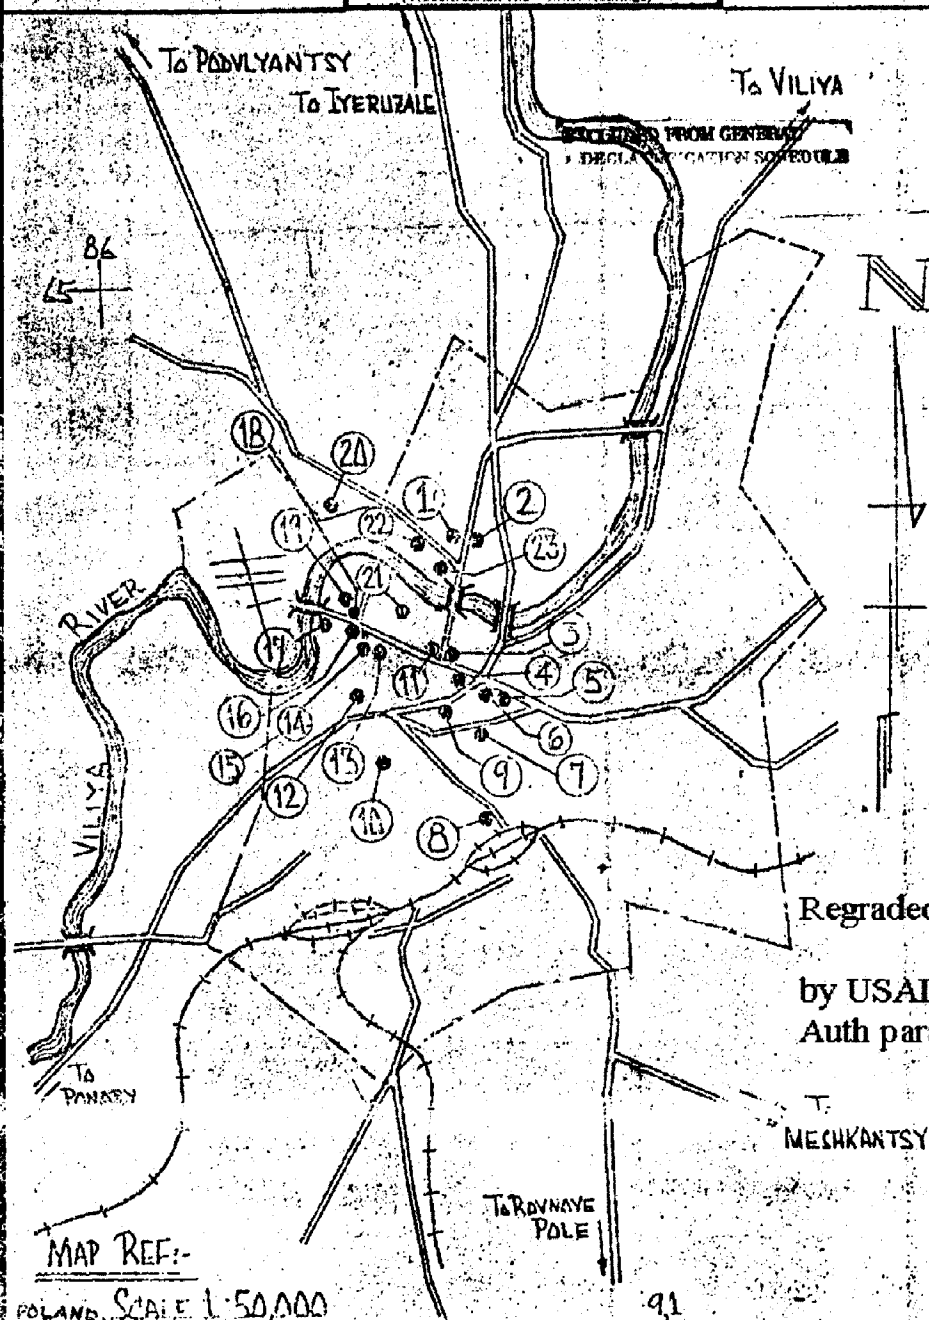 To PODVLYANTSY
To IYERUZALE
To VILIYA
EXCLUDED FROM GENERAL
DECLASSIFICATION SCHEDULE
86
N
18
20
1
2
22
19
23
21
RIVER
17
3
11
4
5
16
14
6
15
13
9
7
12
10
8
VILIYA
Regraded
by USAI
Auth par
To
PONARY
MESHKANTSY
To ROVNOYE
POLE
MAP REF:-
POLAND. SCALE 1:50,000
91